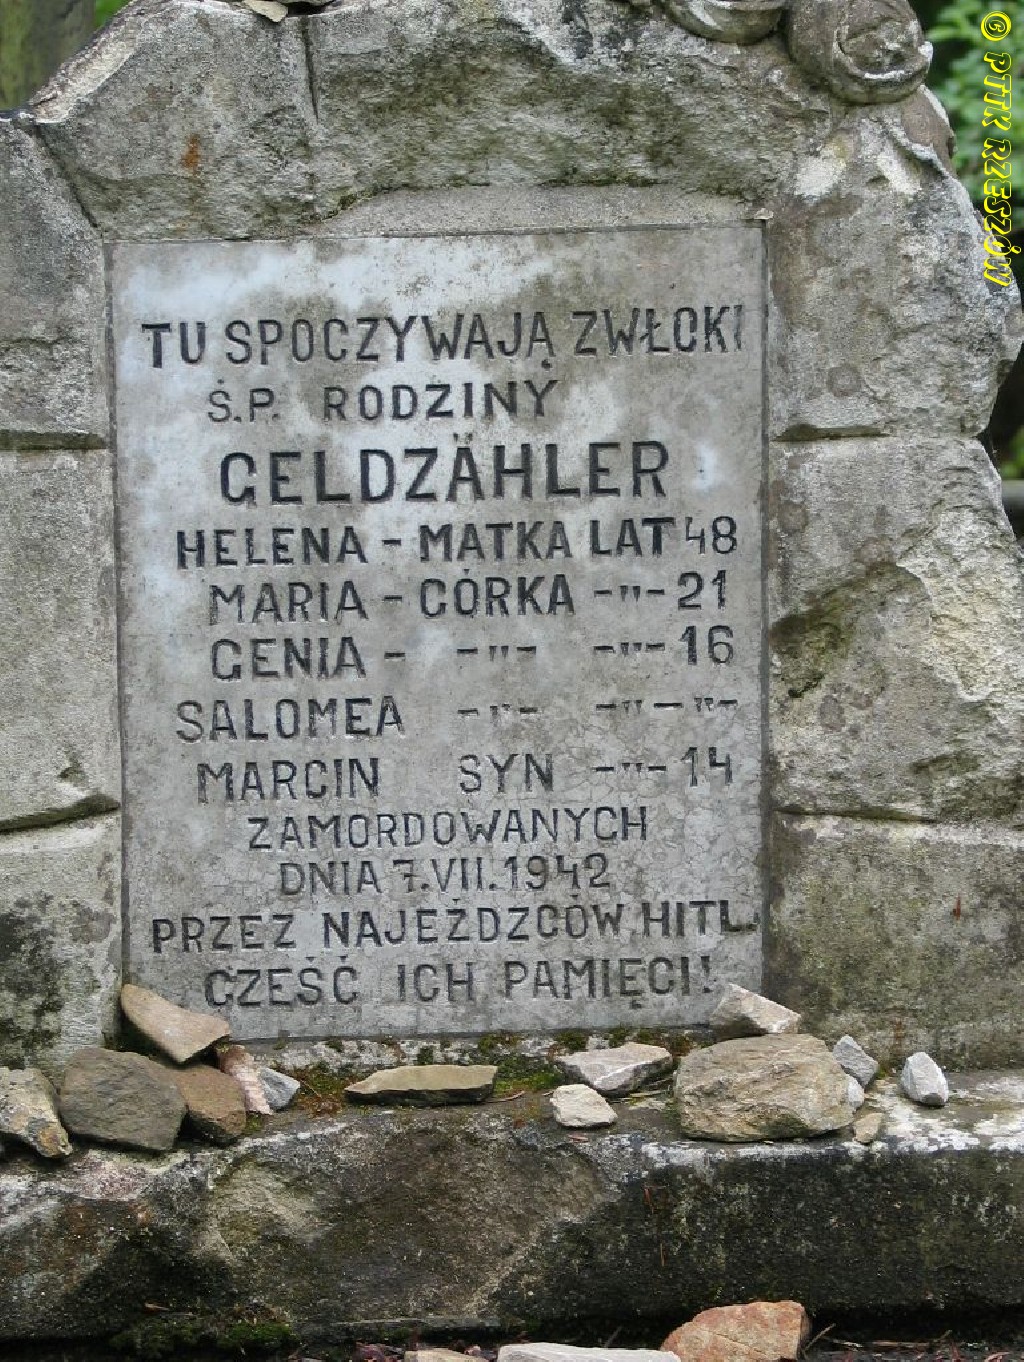 TU SPOCZYWAJĄ ZWŁOKI
Ś.P. RODZINY
GELDZÄHLER
HELENA - MATKA LAT 48
MARIA - CÓRKA -"- 21
GENIA - -"- -"- 16
SALOMEA -"- -"- -"-
MARCIN SYN -"- 14
ZAMORDOWANYCH
DNIA 7.VII.1942
PRZEZ NAJEŹDZCÓW HITL.
CZEŚĆ ICH PAMIĘCI!
© PTTK RZESZÓW